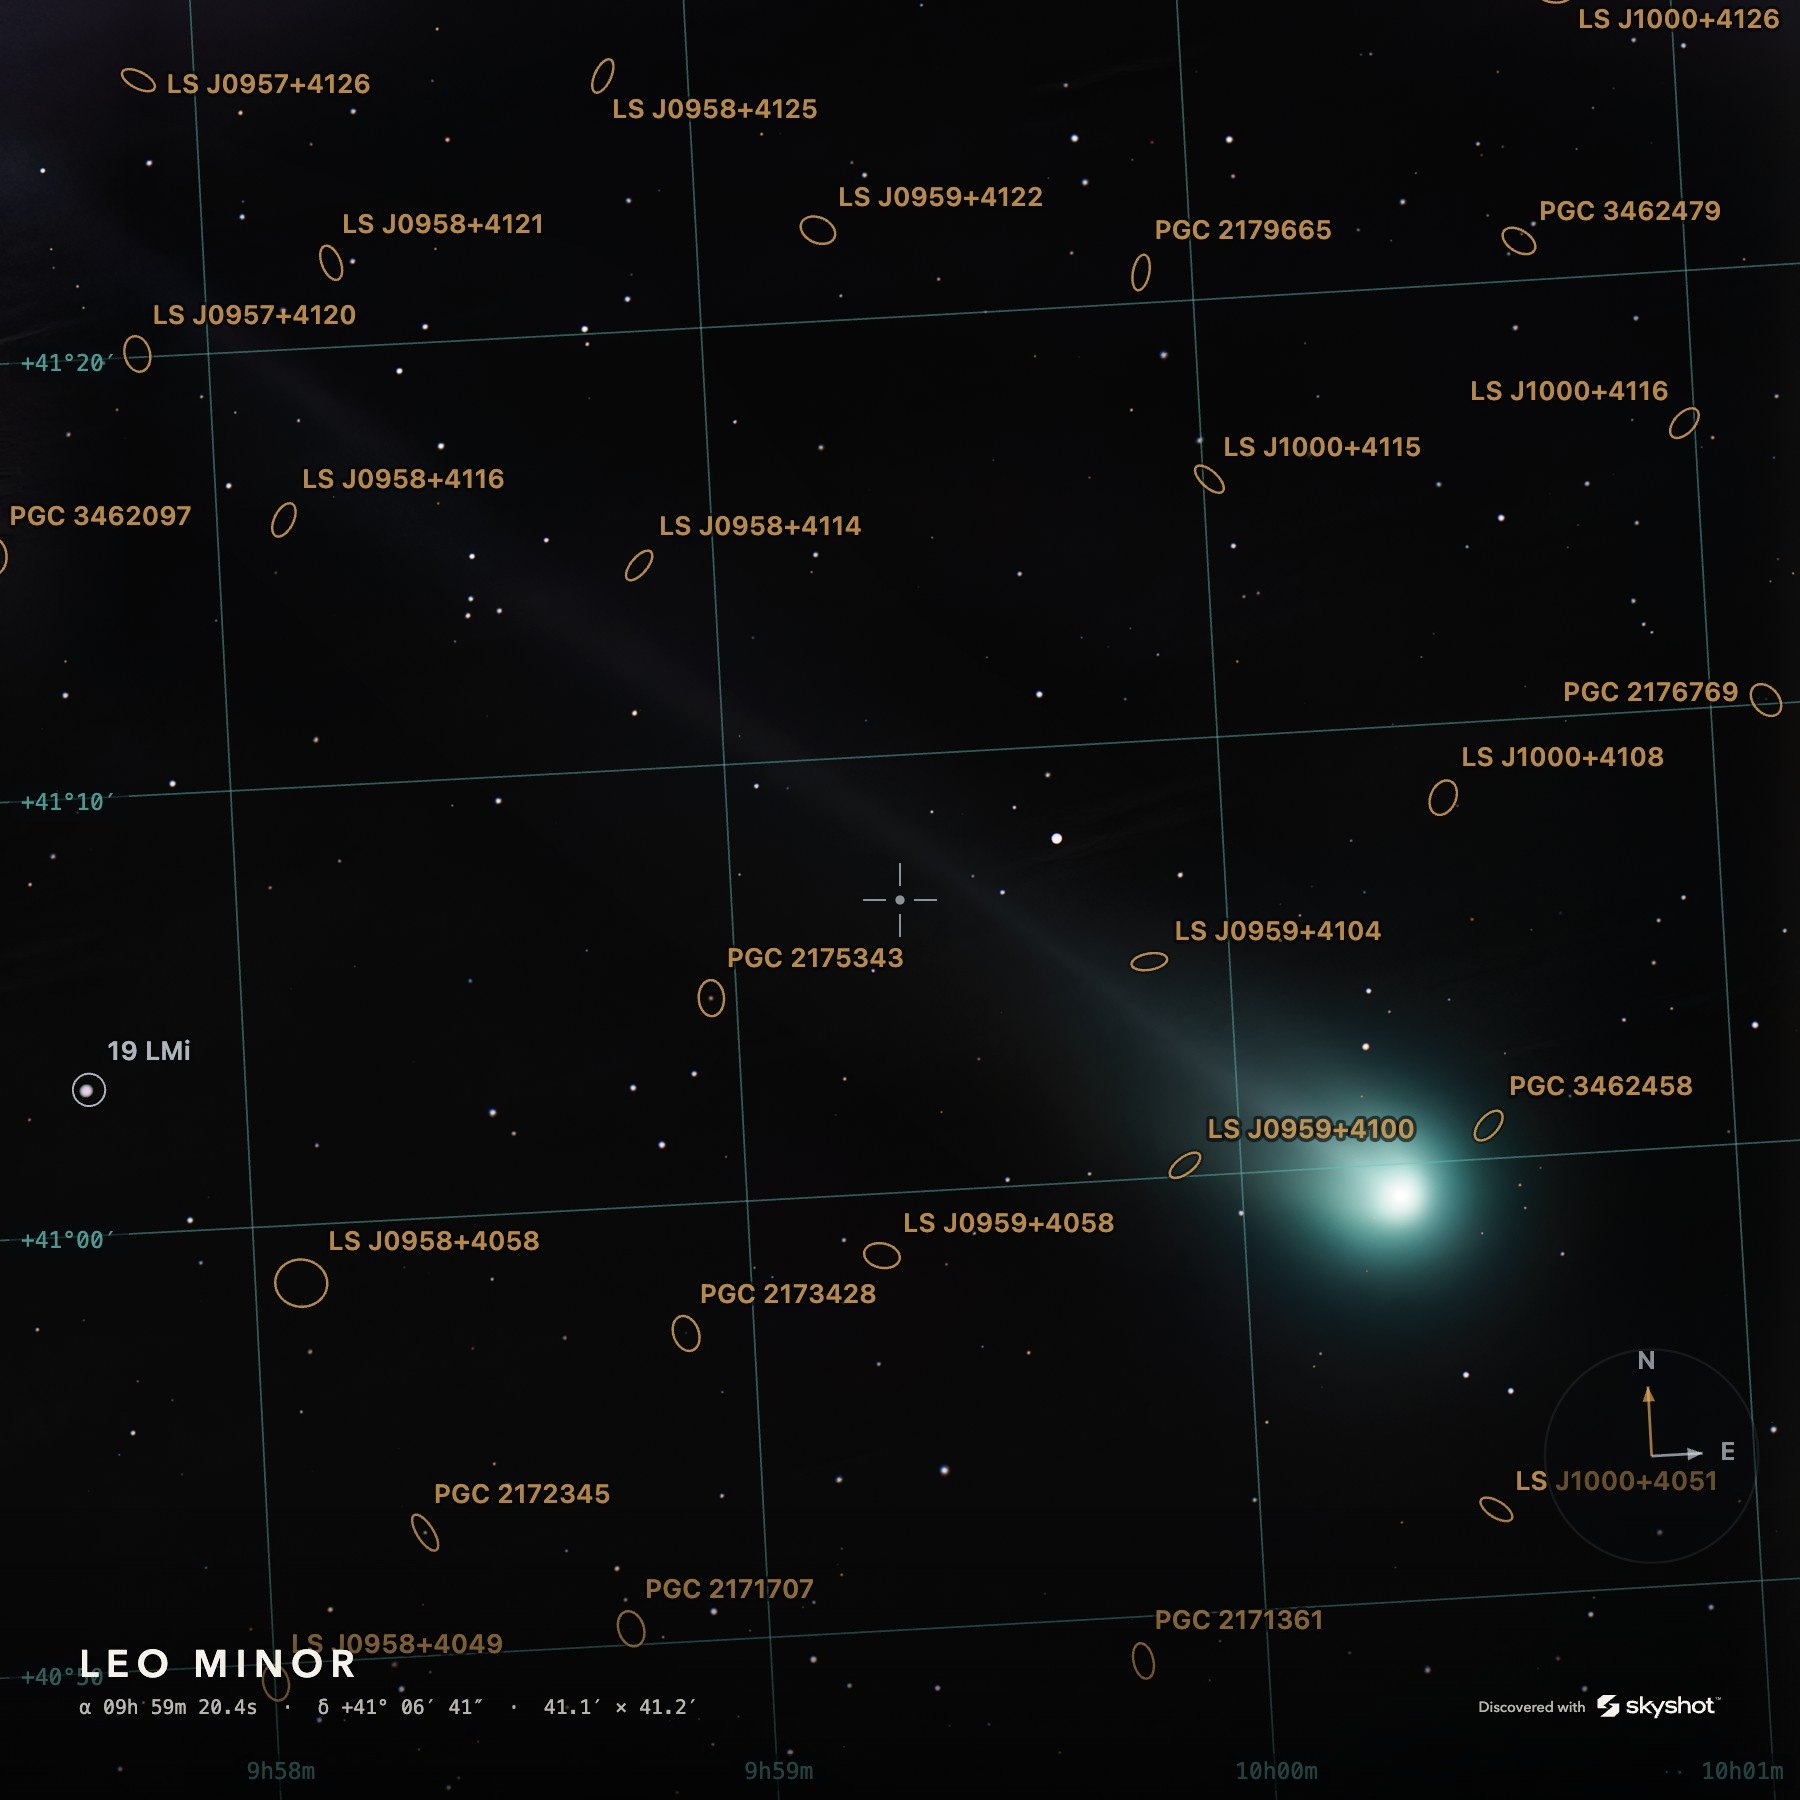 LS J1000+4126
LS J0957+4126
LS J0958+4125
LS J0959+4122
PGC 3462479
LS J0958+4121
PGC 2179665
LS J0957+4120
+41°20′
LS J1000+4116
LS J1000+4115
LS J0958+4116
PGC 3462097
LS J0958+4114
PGC 2176769
LS J1000+4108
+41°10′
LS J0959+4104
PGC 2175343
19 LMi
PGC 3462458
LS J0959+4100
LS J0959+4058
+41°00′
LS J0958+4058
PGC 2173428
N
E
LS J1000+4051
PGC 2172345
PGC 2171707
PGC 2171361
LS J0958+4049
LEO MINOR
+40°50
α 09h 59m 20.4s · δ +41° 06′ 41″ · 41.1′ × 41.2′
Discovered with skyshot™
9h58m
9h59m
10h00m
10h01m